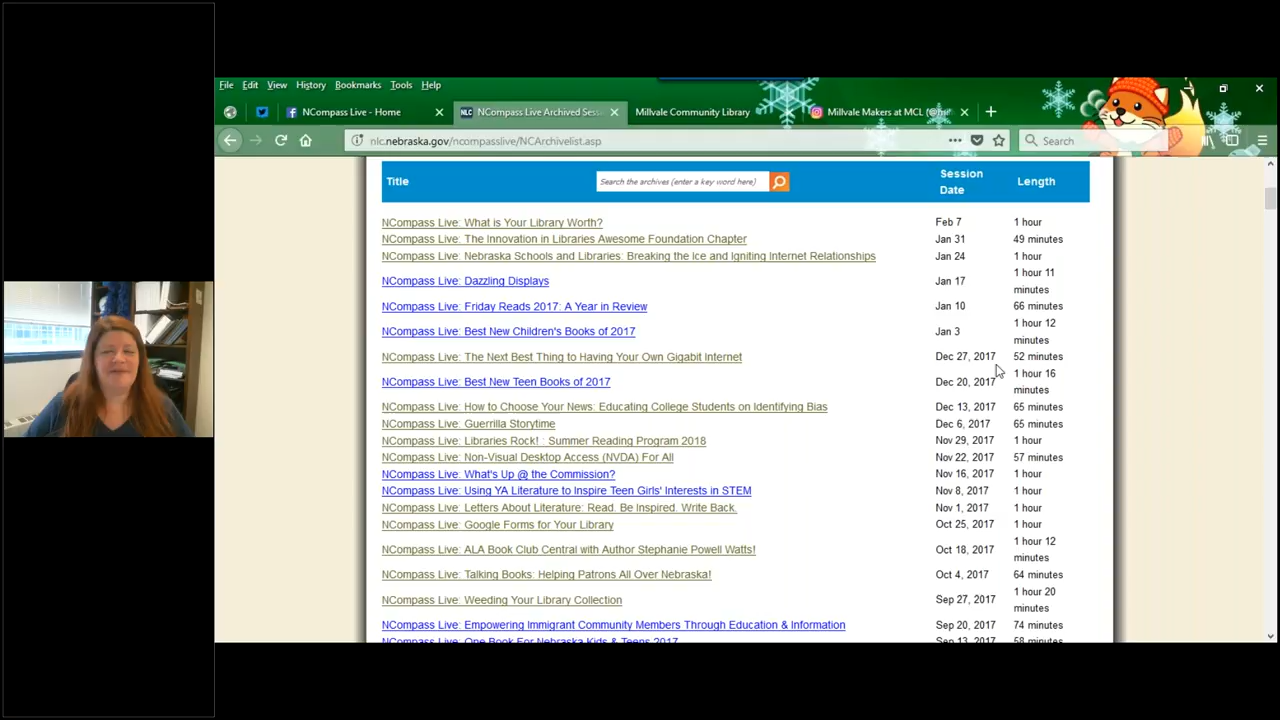 File Edit View History Bookmarks Tools Help
NCompass Live - Home
NLC NCompass Live Archived Sess
Millvale Community Library
Millvale Makers at MCL (@m
nlc.nebraska.gov/ncompasslive/NCArchivelist.asp
Search
Title
Search the archives (enter a key word here)
Session
Date
Length
NCompass Live: What is Your Library Worth? Feb 7 1 hour
NCompass Live: The Innovation in Libraries Awesome Foundation Chapter Jan 31 49 minutes
NCompass Live: Nebraska Schools and Libraries: Breaking the Ice and Igniting Internet Relationships Jan 24 1 hour
NCompass Live: Dazzling Displays Jan 17 1 hour 11
minutes
NCompass Live: Friday Reads 2017: A Year in Review Jan 10 66 minutes
NCompass Live: Best New Children's Books of 2017 Jan 3 1 hour 12
minutes
NCompass Live: The Next Best Thing to Having Your Own Gigabit Internet Dec 27, 2017 52 minutes
NCompass Live: Best New Teen Books of 2017 Dec 20, 2017 1 hour 16
minutes
NCompass Live: How to Choose Your News: Educating College Students on Identifying Bias Dec 13, 2017 65 minutes
NCompass Live: Guerrilla Storytime Dec 6, 2017 65 minutes
NCompass Live: Libraries Rock! : Summer Reading Program 2018 Nov 29, 2017 1 hour
NCompass Live: Non-Visual Desktop Access (NVDA) For All Nov 22, 2017 57 minutes
NCompass Live: What's Up @ the Commission? Nov 16, 2017 1 hour
NCompass Live: Using YA Literature to Inspire Teen Girls' Interests in STEM Nov 8, 2017 1 hour
NCompass Live: Letters About Literature: Read. Be Inspired. Write Back. Nov 1, 2017 1 hour
NCompass Live: Google Forms for Your Library Oct 25, 2017 1 hour
NCompass Live: ALA Book Club Central with Author Stephanie Powell Watts! Oct 18, 2017 1 hour 12
minutes
NCompass Live: Talking Books: Helping Patrons All Over Nebraska! Oct 4, 2017 64 minutes
NCompass Live: Weeding Your Library Collection Sep 27, 2017 1 hour 20
minutes
NCompass Live: Empowering Immigrant Community Members Through Education & Information Sep 20, 2017 74 minutes
NCompass Live: One Book For Nebraska Kids & Teens 2017 Sep 13, 2017 58 minutes